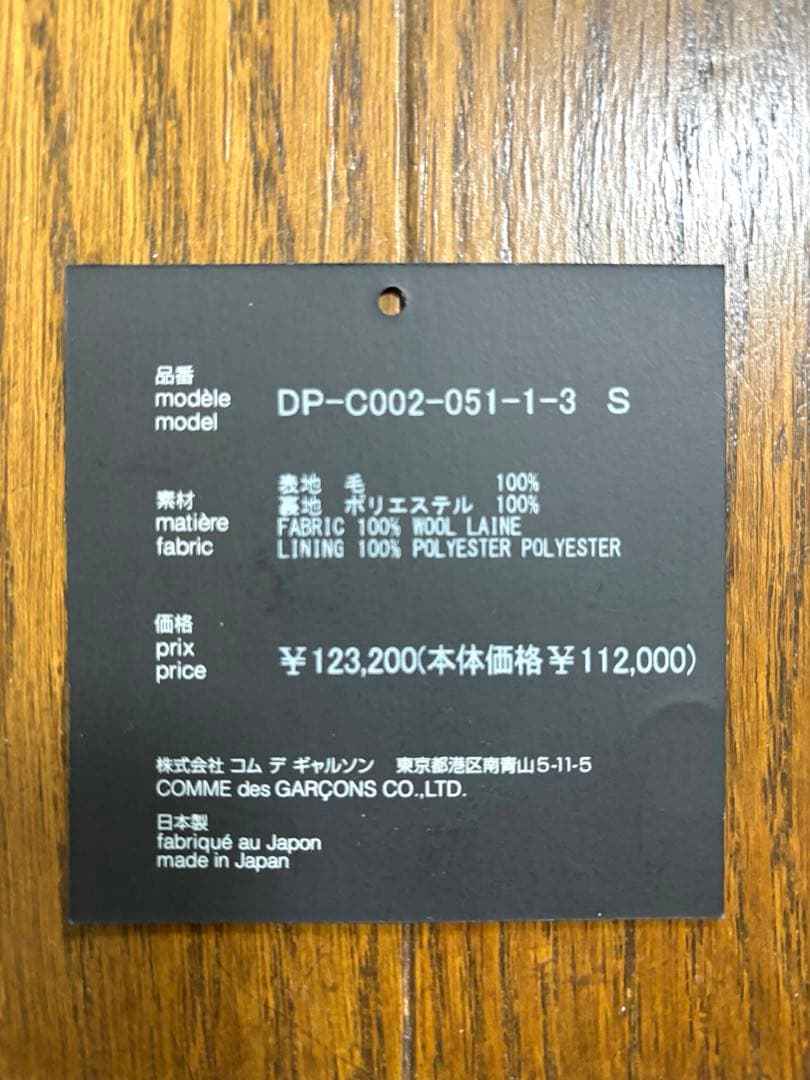 品番
modèle
model
DP-C002-051-1-3 S
素材
matière
fabric
表地 毛 100%
裏地 ポリエステル 100%
FABRIC 100% WOOL LAINE
LINING 100% POLYESTER POLYESTER
価格
prix
price
¥123,200(本体価格¥112,000)
株式会社 コム デ ギャルソン 東京都港区南青山5-11-5
COMME des GARÇONS CO.,LTD.
日本製
fabriqué au Japon
made in Japan